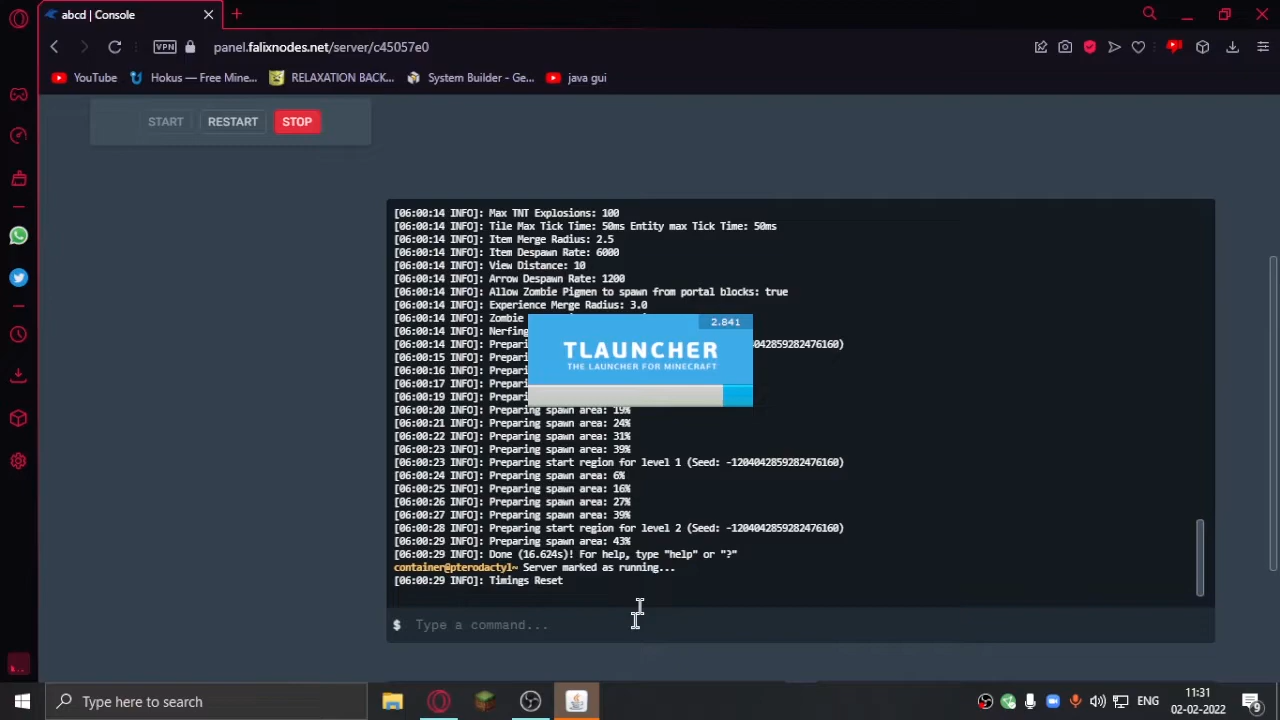 abcd | Console
VPN
panel.falixnodes.net/server/c45057e0
YouTube
Hokus — Free Mine...
RELAXATION BACK...
System Builder - Ge...
java gui
START
RESTART
STOP
[06:00:14 INFO]: Max TNT Explosions: 100
[06:00:14 INFO]: Tile Max Tick Time: 50ms Entity max Tick Time: 50ms
[06:00:14 INFO]: Item Merge Radius: 2.5
[06:00:14 INFO]: Item Despawn Rate: 6000
[06:00:14 INFO]: View Distance: 10
[06:00:14 INFO]: Arrow Despawn Rate: 1200
[06:00:14 INFO]: Allow Zombie Pigmen to spawn from portal blocks: true
[06:00:14 INFO]: Experience Merge Radius: 3.0
[06:00:14 INFO]: Zombie
[06:00:14 INFO]: Nerfing
[06:00:14 INFO]: Prepari 04042859282476160)
[06:00:15 INFO]: Prepari
[06:00:16 INFO]: Prepari
[06:00:17 INFO]: Prepari
[06:00:19 INFO]: Prepari
2.841
TLAUNCHER
THE LAUNCHER FOR MINECRAFT
[06:00:20 INFO]: Preparing spawn area: 19%
[06:00:21 INFO]: Preparing spawn area: 24%
[06:00:22 INFO]: Preparing spawn area: 31%
[06:00:23 INFO]: Preparing spawn area: 39%
[06:00:23 INFO]: Preparing start region for level 1 (Seed: -1204042859282476160)
[06:00:24 INFO]: Preparing spawn area: 6%
[06:00:25 INFO]: Preparing spawn area: 16%
[06:00:26 INFO]: Preparing spawn area: 27%
[06:00:27 INFO]: Preparing spawn area: 39%
[06:00:28 INFO]: Preparing start region for level 2 (Seed: -1204042859282476160)
[06:00:29 INFO]: Preparing spawn area: 43%
[06:00:29 INFO]: Done (16.624s)! For help, type "help" or "?"
container@pterodactyl~ Server marked as running...
[06:00:29 INFO]: Timings Reset
$ Type a command...
Type here to search
ENG
11:31
02-02-2022
9